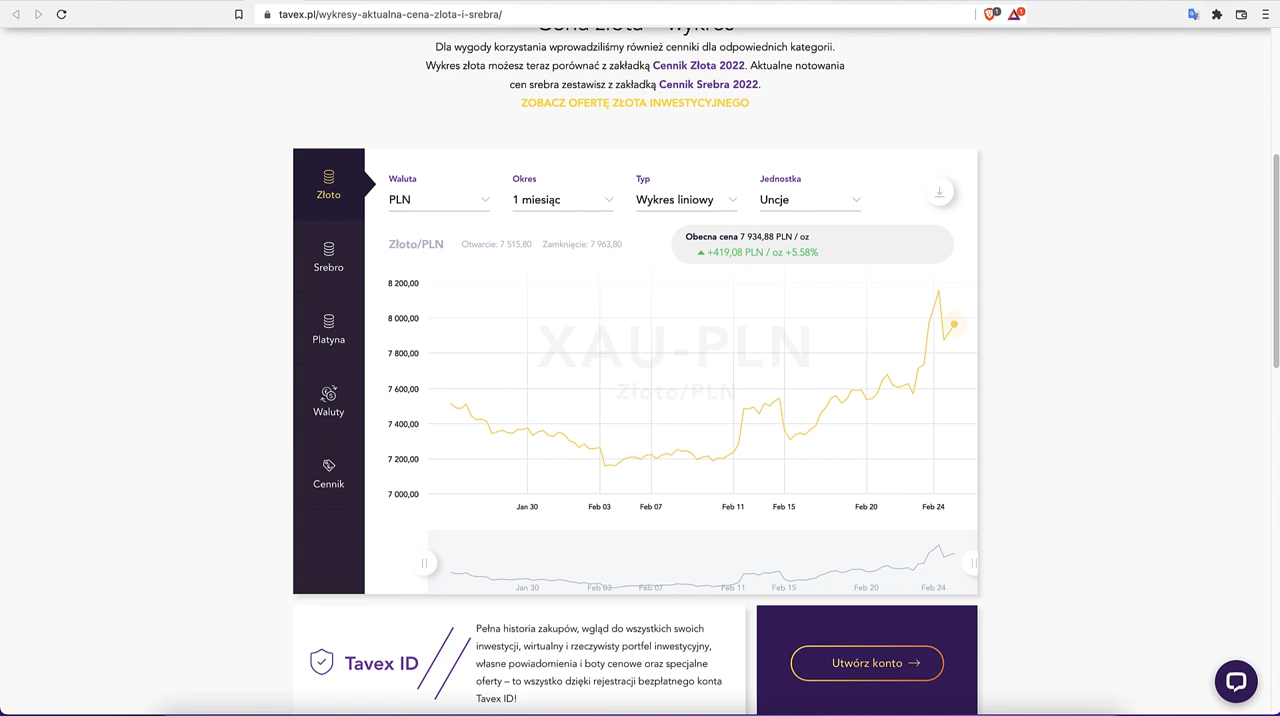 tavex.pl/wykresy-aktualna-cena-zlota-i-srebra/
1
1
Cena złota – wykres
Dla wygody korzystania wprowadziliśmy również cenniki dla odpowiednich kategorii.
Wykres złota możesz teraz porównać z zakładką Cennik Złota 2022. Aktualne notowania
cen srebra zestawisz z zakładką Cennik Srebra 2022.
ZOBACZ OFERTĘ ZŁOTA INWESTYCYJNEGO
Złoto
Srebro
Platyna
Waluty
Cennik
Waluta Okres Typ Jednostka
PLN 1 miesiąc Wykres liniowy Uncje
Złoto/PLN Otwarcie: 7 515,80 Zamknięcie: 7 963,80
Obecna cena 7 934,88 PLN / oz
+419,08 PLN / oz +5.58%
8 200,00
8 000,00
7 800,00
7 600,00
7 400,00
7 200,00
7 000,00
XAU-PLN
Złoto/PLN
Jan 30 Feb 03 Feb 07 Feb 11 Feb 15 Feb 20 Feb 24
Jan 30 Feb 03 Feb 07 Feb 11 Feb 15 Feb 20 Feb 24
Tavex ID
Pełna historia zakupów, wgląd do wszystkich swoich
inwestycji, wirtualny i rzeczywisty portfel inwestycyjny,
własne powiadomienia i boty cenowe oraz specjalne
oferty – to wszystko dzięki rejestracji bezpłatnego konta
Tavex ID!
Utwórz konto →